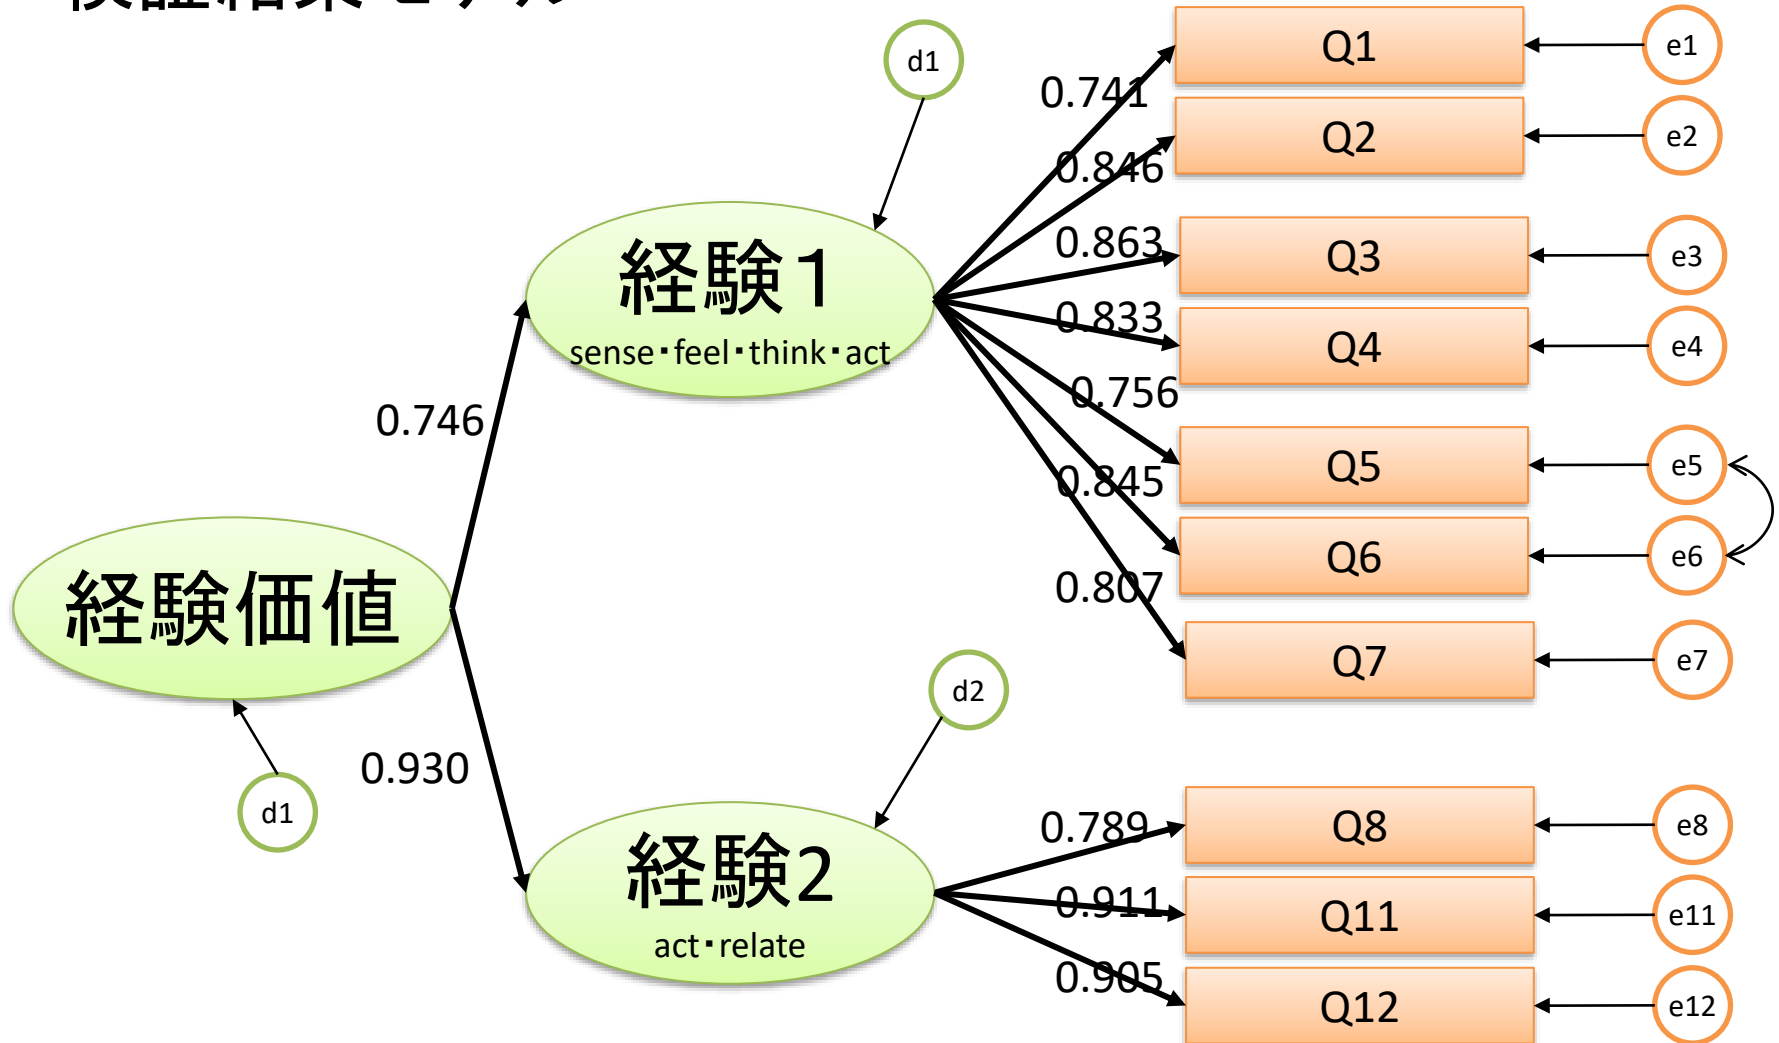 d1
Q1
e1
0.741
Q2
e2
0.846
経験1
sense・feel・think・act
0.863
Q3
e3
0.833
Q4
e4
0.756
Q5
e5
0.845
Q6
e6
0.807
Q7
e7
0.746
経験価値
d1
0.930
d2
経験2
act・relate
0.789
Q8
e8
0.911
Q11
e11
0.905
Q12
e12